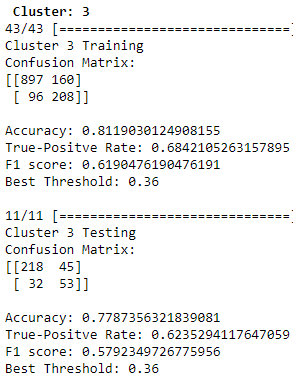 Cluster: 3
43/43 [==============================]
Cluster 3 Training
Confusion Matrix:
[[897 160]
[ 96 208]]
Accuracy: 0.8119030124908155
True-Positve Rate: 0.6842105263157895
F1 score: 0.6190476190476191
Best Threshold: 0.36
11/11 [==============================]
Cluster 3 Testing
Confusion Matrix:
[[218 45]
[ 32 53]]
Accuracy: 0.7787356321839081
True-Positve Rate: 0.6235294117647059
F1 score: 0.5792349726775956
Best Threshold: 0.36